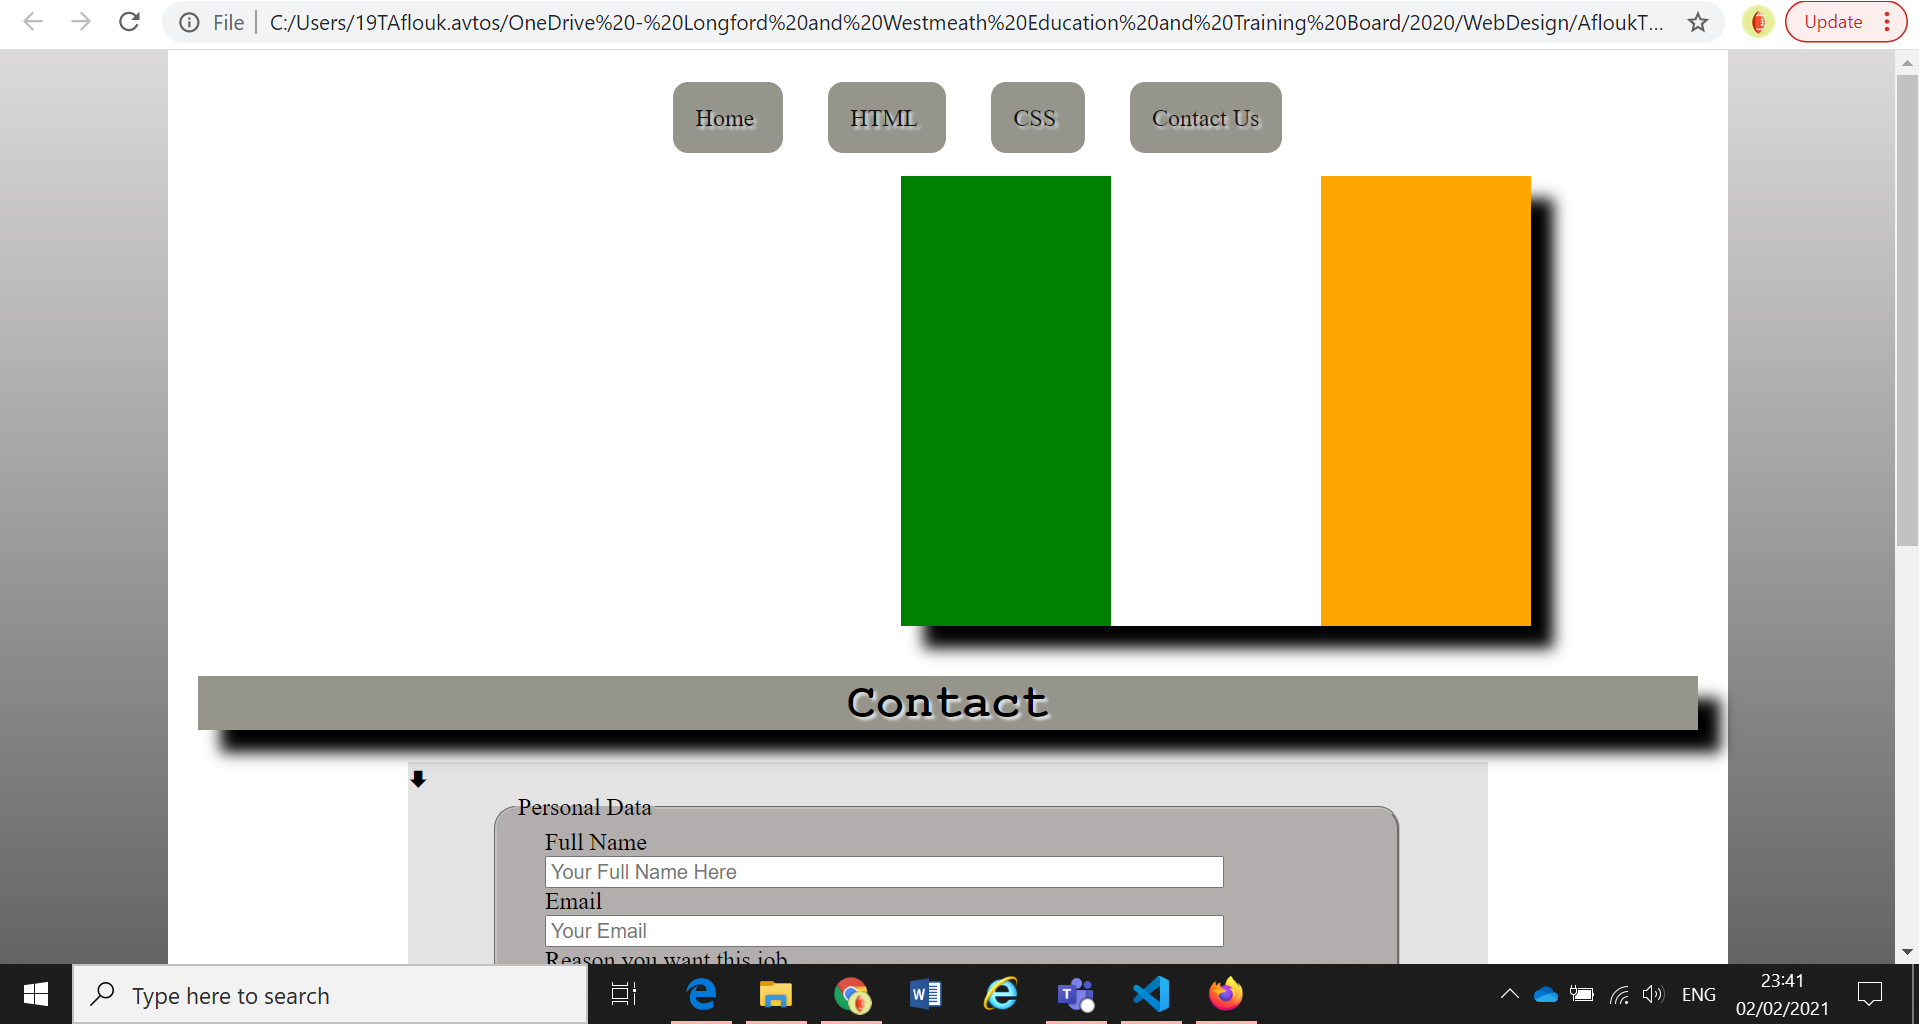 File
C:/Users/19TAflouk.avtos/OneDrive%20-%20Longford%20and%20Westmeath%20Education%20and%20Training%20Board/2020/WebDesign/AfloukT...
Update
Home HTML CSS Contact Us
Contact
Personal Data
Full Name
Your Full Name Here
Email
Your Email
Reason you want this job
Type here to search
ENG
23:41
02/02/2021